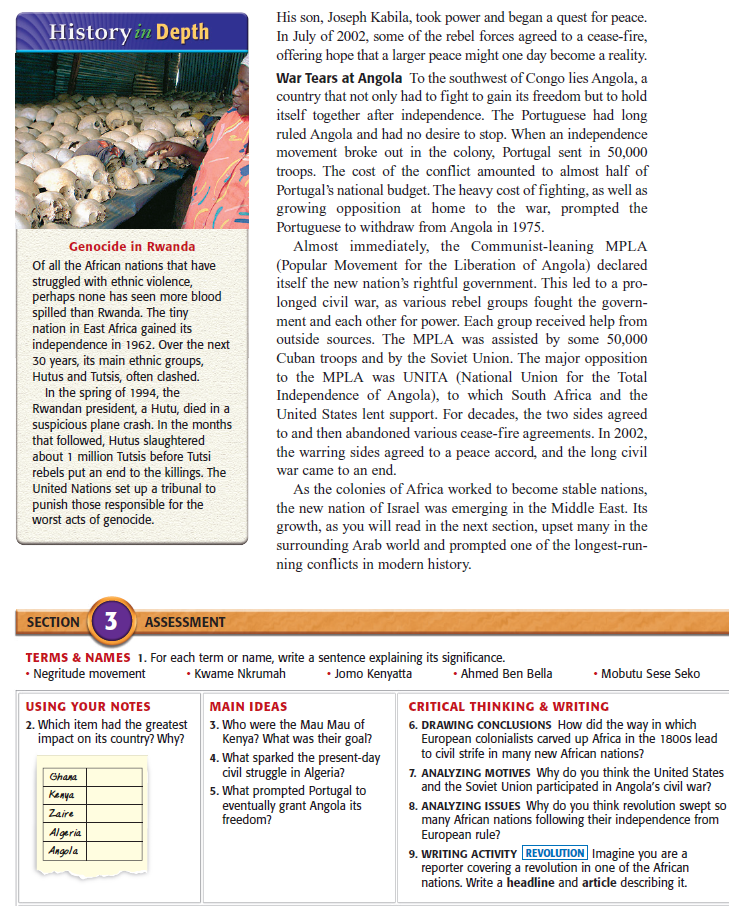 History in Depth
Genocide in Rwanda
Of all the African nations that have
struggled with ethnic violence,
perhaps none has seen more blood
spilled than Rwanda. The tiny
nation in East Africa gained its
independence in 1962. Over the next
30 years, its main ethnic groups,
Hutus and Tutsis, often clashed.
In the spring of 1994, the
Rwandan president, a Hutu, died in a
suspicious plane crash. In the months
that followed, Hutus slaughtered
about 1 million Tutsis before Tutsi
rebels put an end to the killings. The
United Nations set up a tribunal to
punish those responsible for the
worst acts of genocide.
His son, Joseph Kabila, took power and began a quest for peace.
In July of 2002, some of the rebel forces agreed to a cease-fire,
offering hope that a larger peace might one day become a reality.
War Tears at Angola To the southwest of Congo lies Angola, a
country that not only had to fight to gain its freedom but to hold
itself together after independence. The Portuguese had long
ruled Angola and had no desire to stop. When an independence
movement broke out in the colony, Portugal sent in 50,000
troops. The cost of the conflict amounted to almost half of
Portugal's national budget. The heavy cost of fighting, as well as
growing opposition at home to the war, prompted the
Portuguese to withdraw from Angola in 1975.
Almost immediately, the Communist-leaning MPLA
(Popular Movement for the Liberation of Angola) declared
itself the new nation's rightful government. This led to a pro-
longed civil war, as various rebel groups fought the govern-
ment and each other for power. Each group received help from
outside sources. The MPLA was assisted by some 50,000
Cuban troops and by the Soviet Union. The major opposition
to the MPLA was UNITA (National Union for the Total
Independence of Angola), to which South Africa and the
United States lent support. For decades, the two sides agreed
to and then abandoned various cease-fire agreements. In 2002,
the warring sides agreed to a peace accord, and the long civil
war came to an end.
As the colonies of Africa worked to become stable nations,
the new nation of Israel was emerging in the Middle East. Its
growth, as you will read in the next section, upset many in the
surrounding Arab world and prompted one of the longest-run-
ning conflicts in modern history.
SECTION 3 ASSESSMENT
TERMS & NAMES 1. For each term or name, write a sentence explaining its significance.
• Negritude movement • Kwame Nkrumah • Jomo Kenyatta • Ahmed Ben Bella • Mobutu Sese Seko
USING YOUR NOTES
2. Which item had the greatest
impact on its country? Why?
Ghana
Kenya
Zaire
Algeria
Angola
MAIN IDEAS
3. Who were the Mau Mau of
Kenya? What was their goal?
4. What sparked the present-day
civil struggle in Algeria?
5. What prompted Portugal to
eventually grant Angola its
freedom?
CRITICAL THINKING & WRITING
6. DRAWING CONCLUSIONS How did the way in which
European colonialists carved up Africa in the 1800s lead
to civil strife in many new African nations?
7. ANALYZING MOTIVES Why do you think the United States
and the Soviet Union participated in Angola's civil war?
8. ANALYZING ISSUES Why do you think revolution swept so
many African nations following their independence from
European rule?
9. WRITING ACTIVITY REVOLUTION Imagine you are a
reporter covering a revolution in one of the African
nations. Write a headline and article describing it.